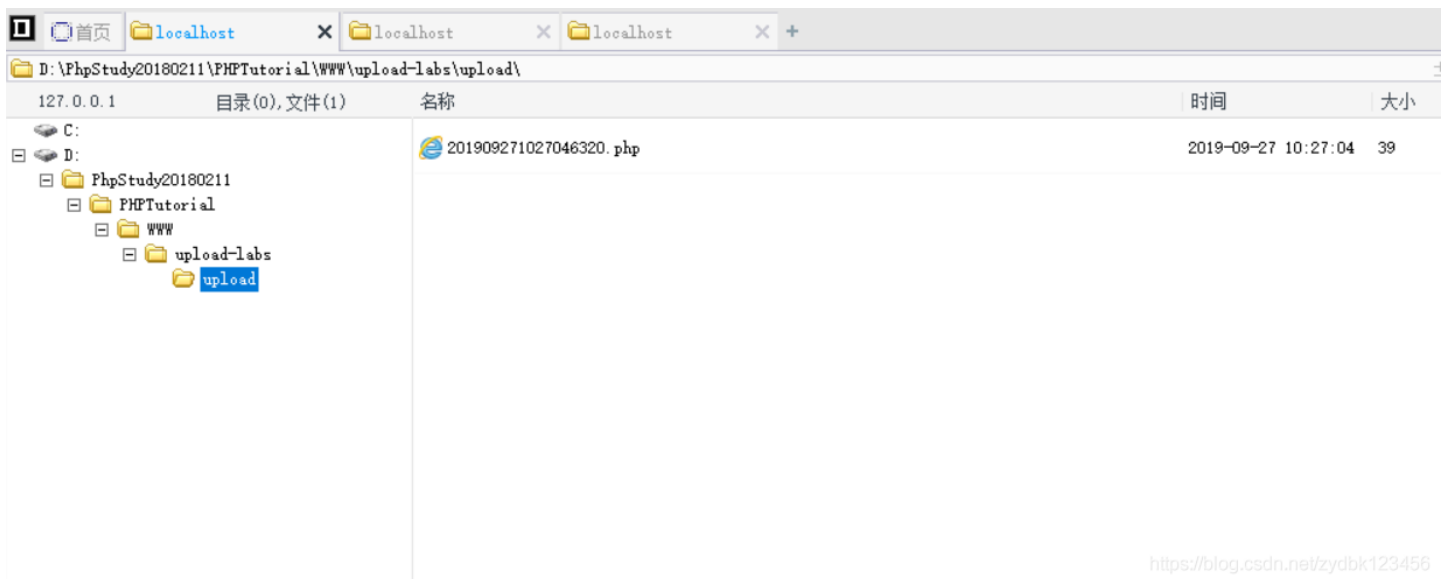 首页 localhost localhost localhost
D:\PhpStudy20180211\PHPTutorial\WWW\upload-labs\upload\
127.0.0.1 目录(0),文件(1) 名称 时间 大小
C:
D:
PhpStudy20180211
PHPTutorial
WWW
upload-labs
upload
201909271027046320.php 2019-09-27 10:27:04 39
https://blog.csdn.net/zydbk123456